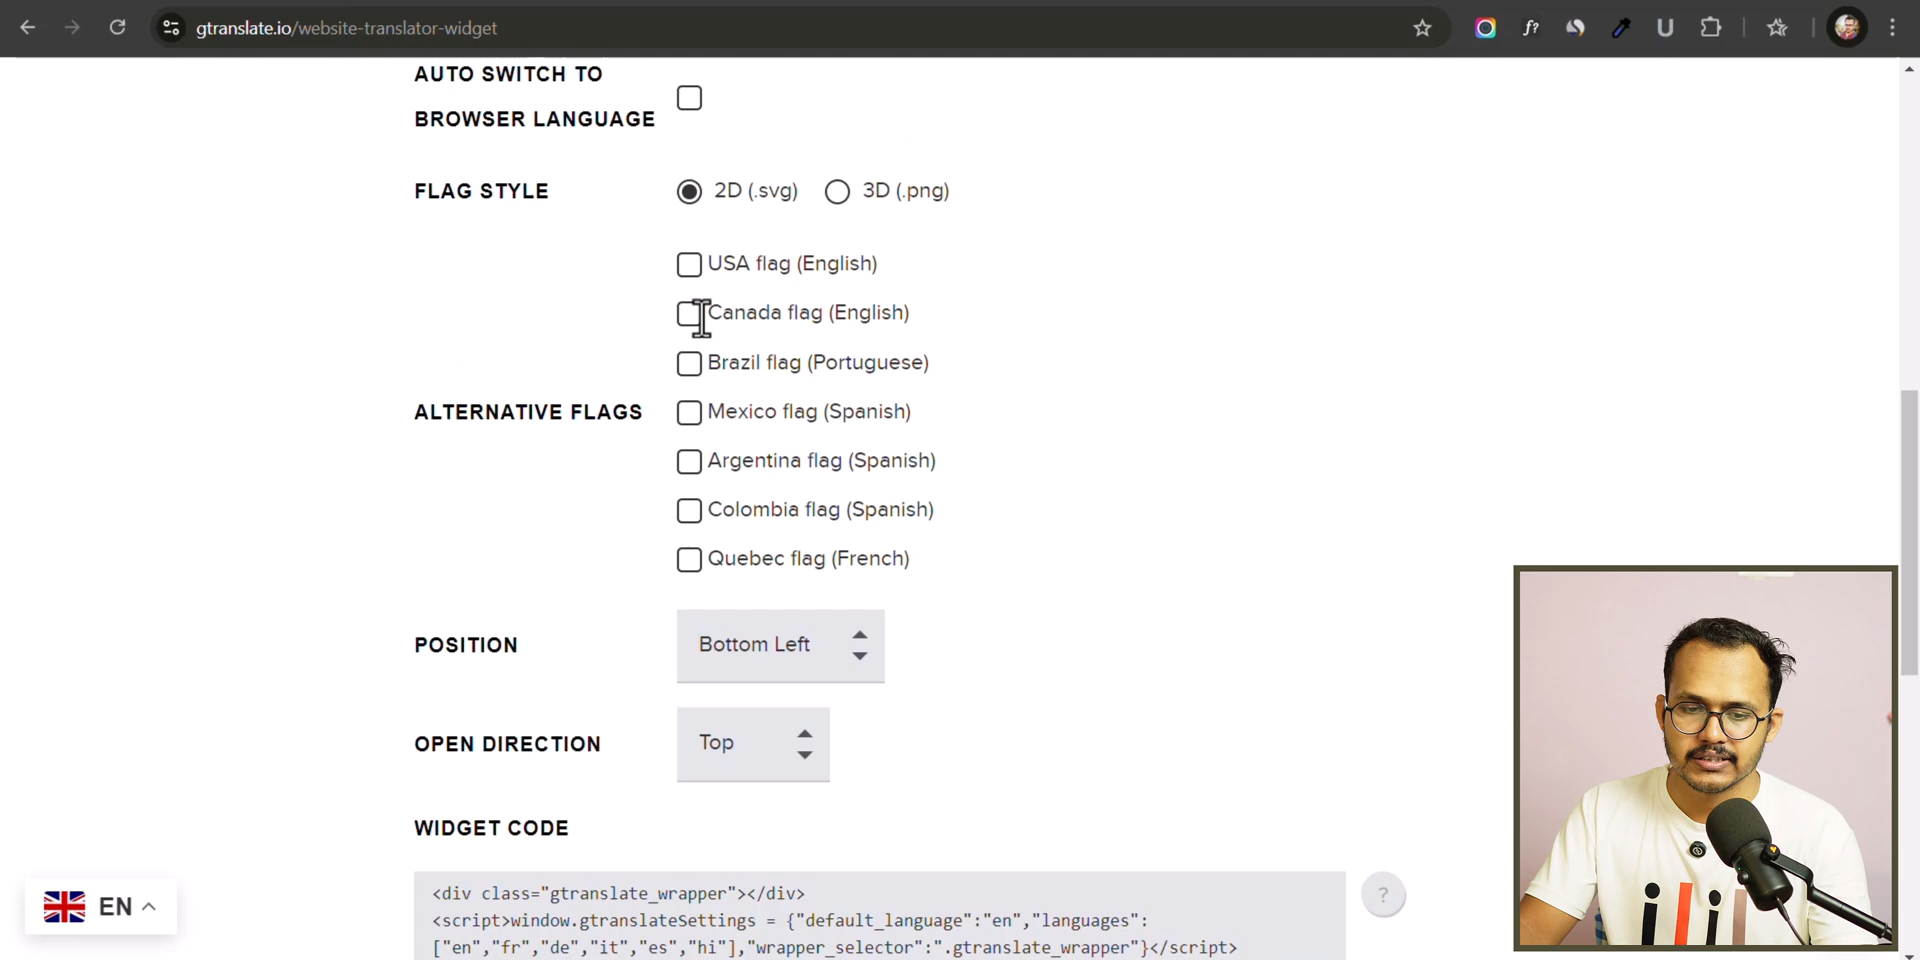 gtranslate.io/website-translator-widget
f?
U
AUTO SWITCH TO
BROWSER LANGUAGE
FLAG STYLE
2D (.svg)
3D (.png)
USA flag (English)
Canada flag (English)
Brazil flag (Portuguese)
ALTERNATIVE FLAGS
Mexico flag (Spanish)
Argentina flag (Spanish)
Colombia flag (Spanish)
Quebec flag (French)
POSITION
Bottom Left
OPEN DIRECTION
Top
WIDGET CODE
<div class="gtranslate_wrapper"></div>
<script>window.gtranslateSettings = {"default_language":"en","languages":
["en","fr","de","it","es","hi"],"wrapper_selector":".gtranslate_wrapper"}</script>
?
EN